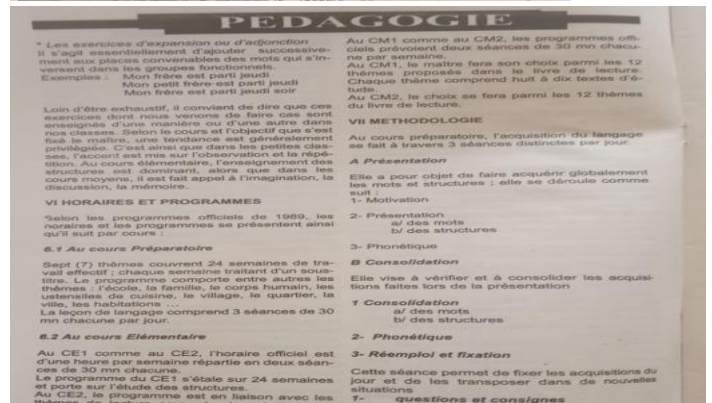 PEDAGOGIE
* Les exercices d'expansion ou d'adjonction
Il s'agit essentiellement d'ajouter successive-
ment aux places convenables des mots qui s'in-
versent dans les groupes fonctionnels.
Exemples : Mon frère est parti jeudi
Mon petit frère est parti jeudi
Mon frère est parti jeudi soir
Loin d'être exhaustif, il convient de dire que ces
exercices dont nous venons de faire cas sont
enseignés d'une manière ou d'une autre dans
nos classes. Selon le cours et l'objectif que s'est
fixé le maître, une tendance est généralement
privilégiée. C'est ainsi que dans les petites clas-
ses, l'accent est mis sur l'observation et la répé-
tition. Au cours élémentaire, l'enseignement des
structures est dominant, alors que dans les
cours moyens, il est fait appel à l'imagination, la
discussion, la mémoire.
VI HORAIRES ET PROGRAMMES
Selon les programmes officiels de 1989, les
horaires et les programmes se présentent ainsi
qu'il suit par cours :
6.1 Au cours Préparatoire
Sept (7) thèmes couvrent 24 semaines de tra-
vail effectif ; chaque semaine traitant d'un sous-
titre. Le programme comporte entre autres les
thèmes : l'école, la famille, le corps humain, les
ustensiles de cuisine, le village, le quartier, la
ville, les habitations ...
La leçon de langage comprend 3 séances de 30
mn chacune par jour.
6.2 Au cours Elémentaire
Au CE1 comme au CE2, l'horaire officiel est
d'une heure par semaine répartie en deux séan-
ces de 30 mn chacune.
Le programme du CE1 s'étale sur 24 semaines
et porte sur l'étude des structures.
Au CE2, le programme est en liaison avec les
thèmes de lecture
Au CM1 comme au CM2, les programmes offi-
ciels prévoient deux séances de 30 mn chacu-
ne par semaine.
Au CM1, le maître fera son choix parmi les 12
thèmes proposés dans le livre de lecture.
Chaque thème comprend huit à dix textes d'é-
tude.
Au CM2, le choix se fera parmi les 12 thèmes
du livre de lecture.
VII METHODOLOGIE
Au cours préparatoire, l'acquisition du langage
se fait à travers 3 séances distinctes par jour.
A Présentation
Elle a pour objet de faire acquérir globalement
les mots et structures ; elle se déroule comme
suit :
1- Motivation
2- Présentation
a/ des mots
b/ des structures
3- Phonétique
B Consolidation
Elle vise à vérifier et à consolider les acquisi-
tions faites lors de la présentation
1 Consolidation
a/ des mots
b/ des structures
2- Phonétique
3- Réemploi et fixation
Cette séance permet de fixer les acquisitions du
jour et de les transposer dans de nouvelles
situations
1- questions et consignes